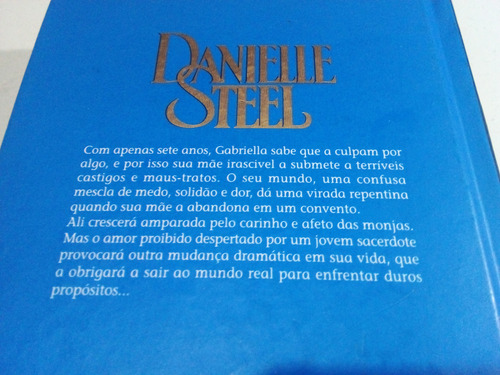 DANIELLE
STEEL
Com apenas sete anos, Gabriella sabe que a culpam por
algo, e por isso sua mãe irascivel a submete a terríveis
castigos e maus-tratos. O seu mundo, uma confusa
mescla de medo, solidão e dor, dá uma virada repentina
quando sua mãe a abandona em um convento.
Ali crescerá amparada pelo carinho e afeto das monjas.
Mas o amor proibido despertado por um jovem sacerdote
provocará outra mudança dramática em sua vida, que
a obrigará a sair ao mundo real para enfrentar duros
propósitos...